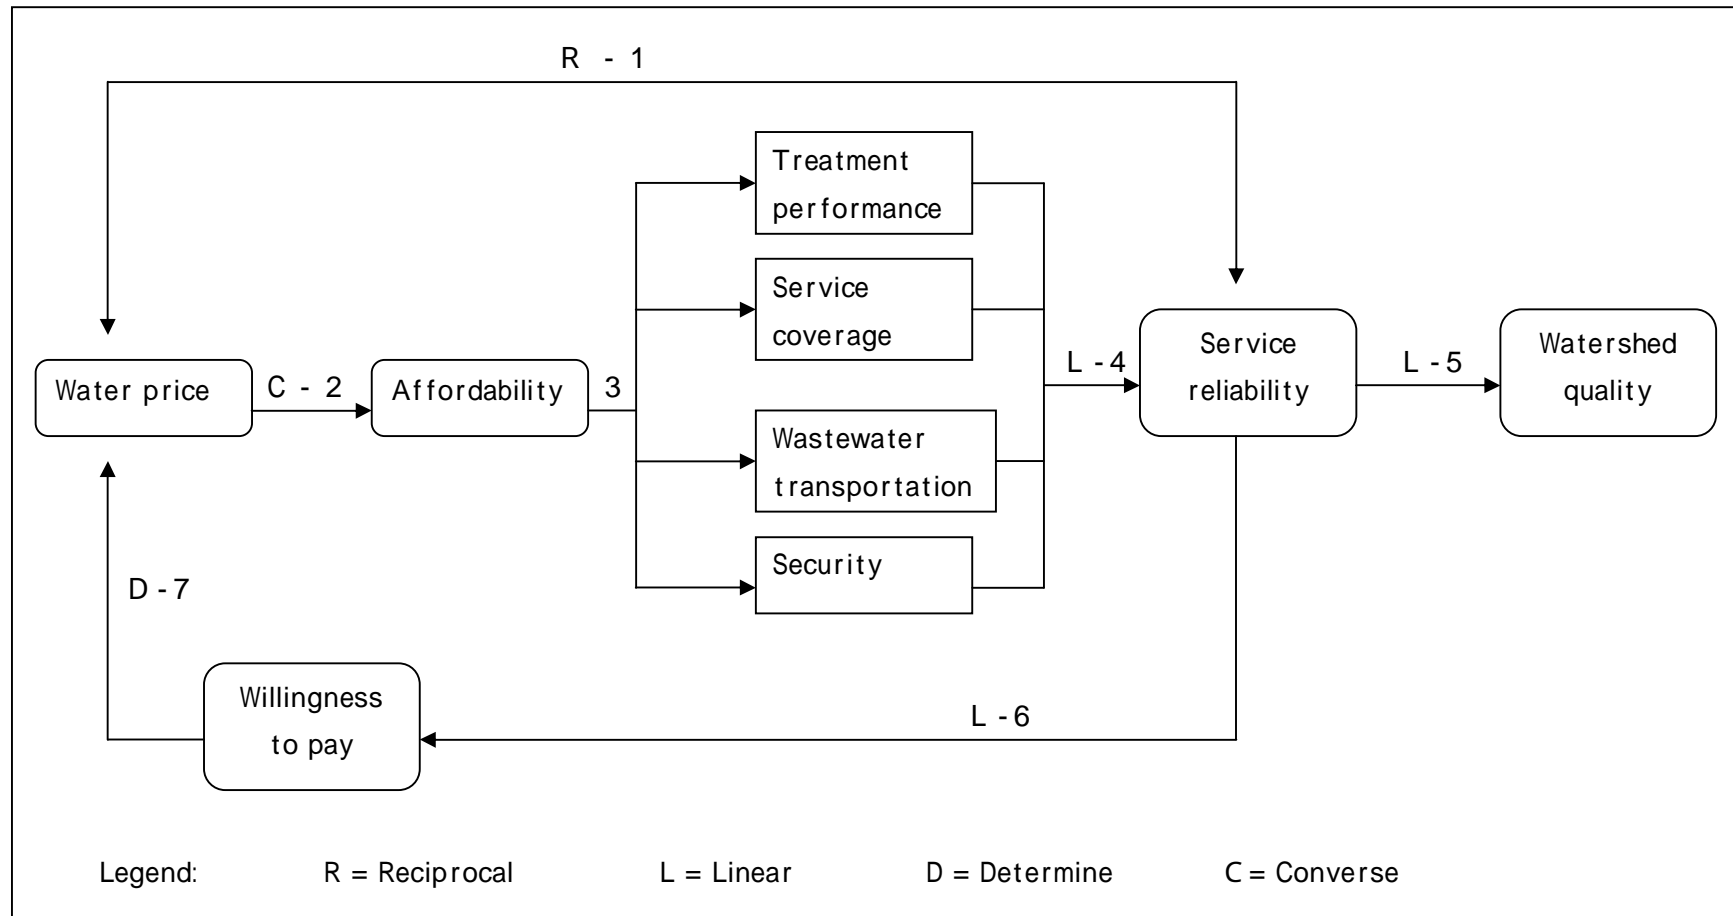 R - 1
Treatment
performance
Service
coverage
Service
reliability
Watershed
quality
L-4
L-5
Water price
C - 2
Affordability
3
Wastewater
transportation
Security
D-7
Willingness
to pay
L-6
Legend: R = Reciprocal L = Linear D = Determine C = Converse